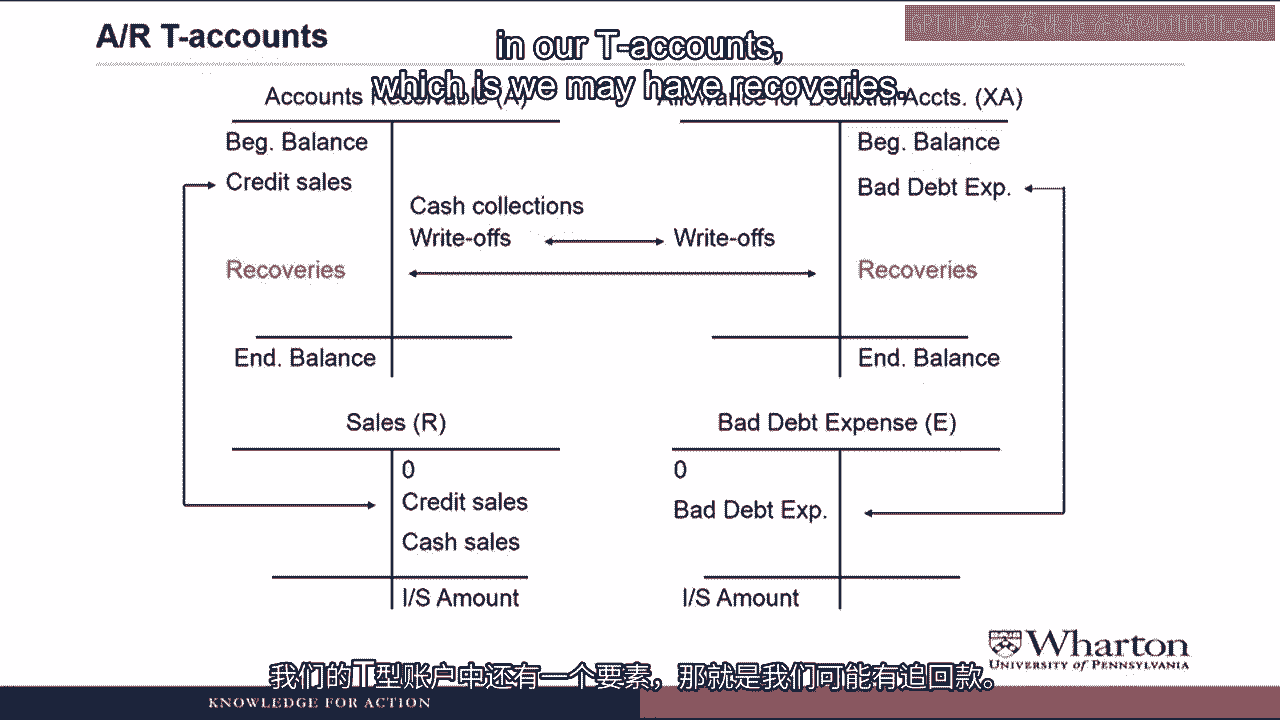 A/R T-accounts
in our T-accounts,
which is we may have recoveries.
Accounts Receivable (A)
Allowance for Doubtful Accts. (XA)
Beg. Balance
Beg. Balance
Credit sales
Bad Debt Exp.
Cash collections
Write-offs
Write-offs
Recoveries
Recoveries
End. Balance
End. Balance
Sales (R)
Bad Debt Expense (E)
0
0
Credit sales
Bad Debt Exp.
Cash sales
I/S Amount
I/S Amount
Wharton
UNIVERSITY of PENNSYLVANIA
我们的T型账户中还有一个要素，那就是我们可能有追回款。
KNOWLEDGE FOR ACTION